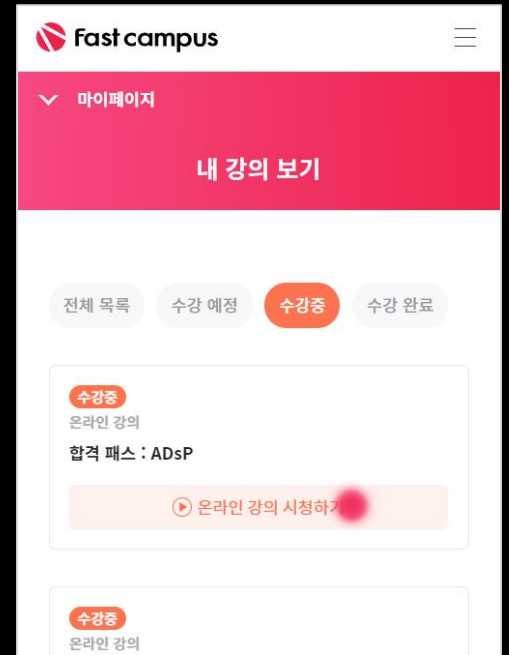 Fast campus
마이페이지
내 강의 보기
전체 목록 수강 예정 수강중 수강 완료
수강중
온라인 강의
합격 패스 : ADsP
온라인 강의 시청하기
수강중
온라인 강의